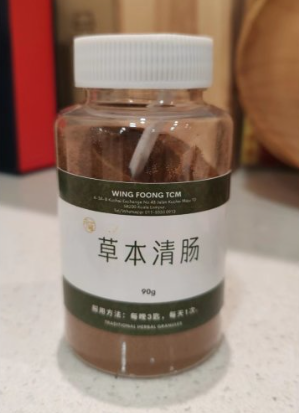 WING FOONG TCM
草本清肠
90g
服用方法：每晚2匙，每天1次.
TRADITIONAL HERBAL GRANULES